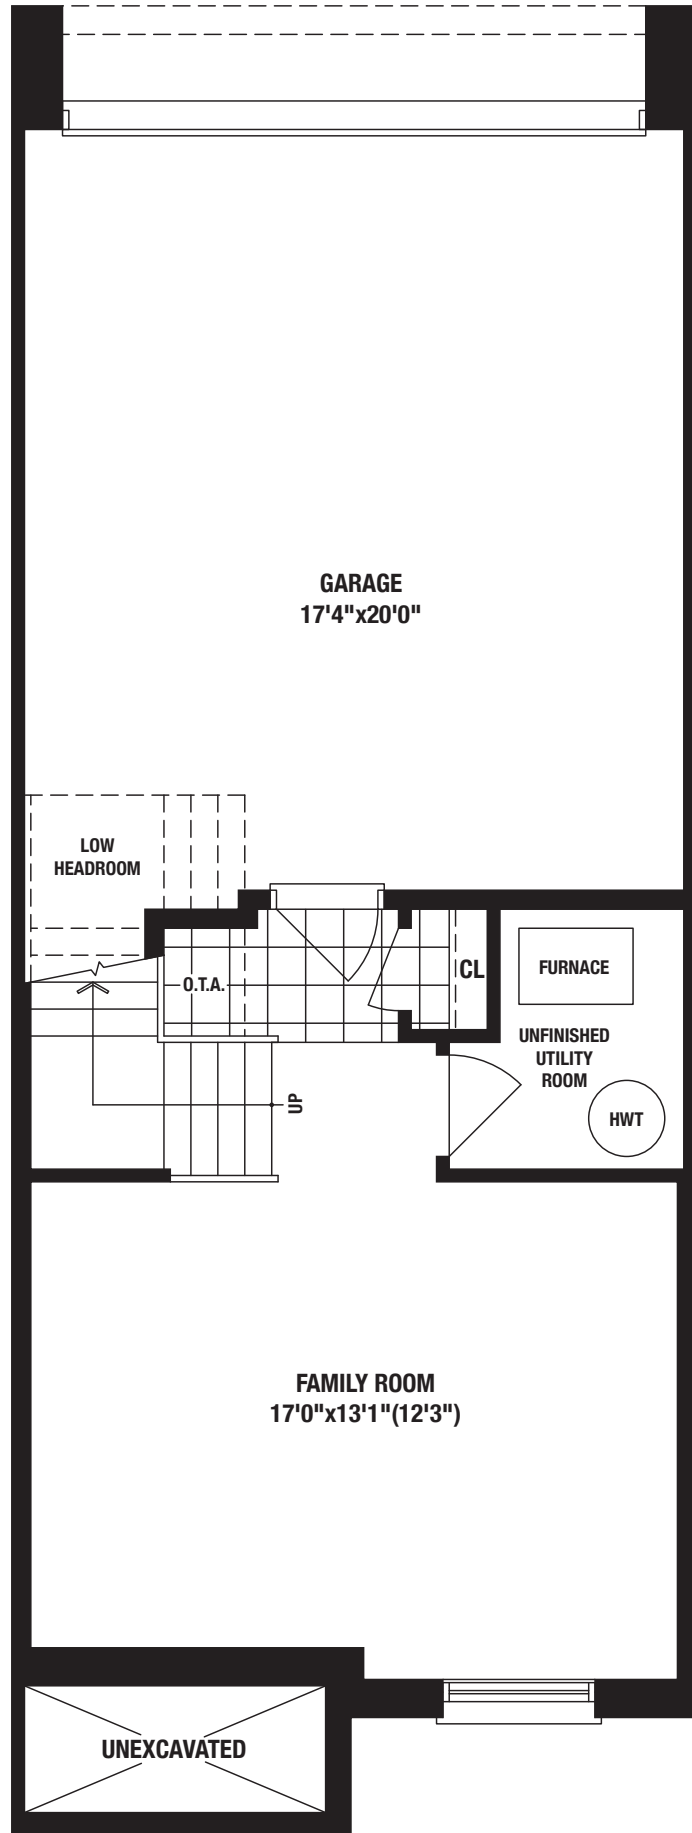 GARAGE
17'4"x20'0"
LOW
HEADROOM
O.T.A.
CL
FURNACE
UNFINISHED
UTILITY
ROOM
HWT
UP
FAMILY ROOM
17'0"x13'1"(12'3")
UNEXCAVATED